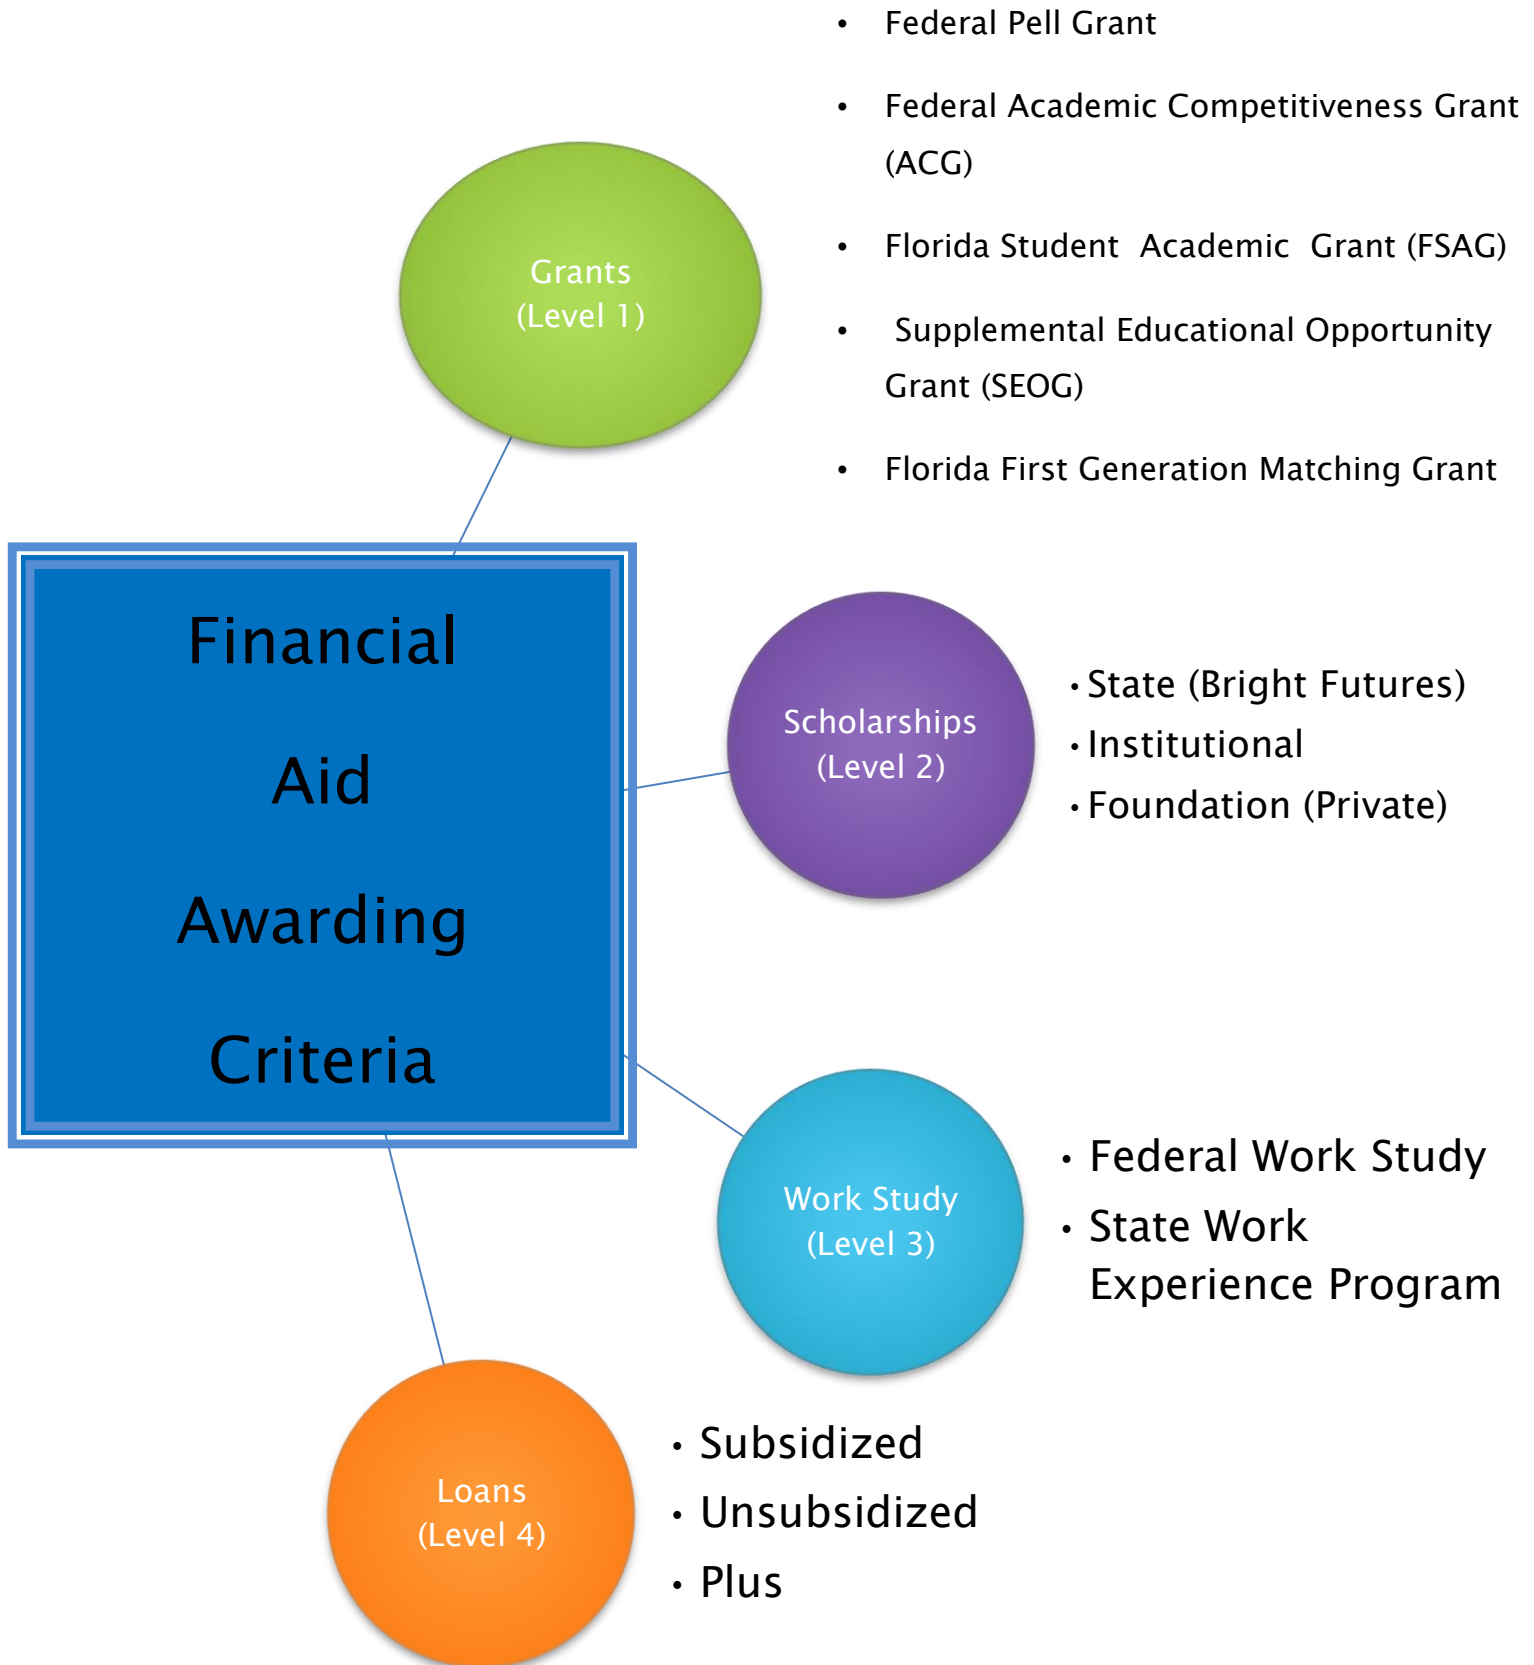 • Federal Pell Grant
• Federal Academic Competitiveness Grant
(ACG)
• Florida Student Academic Grant (FSAG)
• Supplemental Educational Opportunity
Grant (SEOG)
• Florida First Generation Matching Grant
Grants
(Level 1)
Financial
Aid
Awarding
Criteria
Scholarships
(Level 2)
• State (Bright Futures)
• Institutional
• Foundation (Private)
Work Study
(Level 3)
• Federal Work Study
• State Work
Experience Program
Loans
(Level 4)
• Subsidized
• Unsubsidized
• Plus